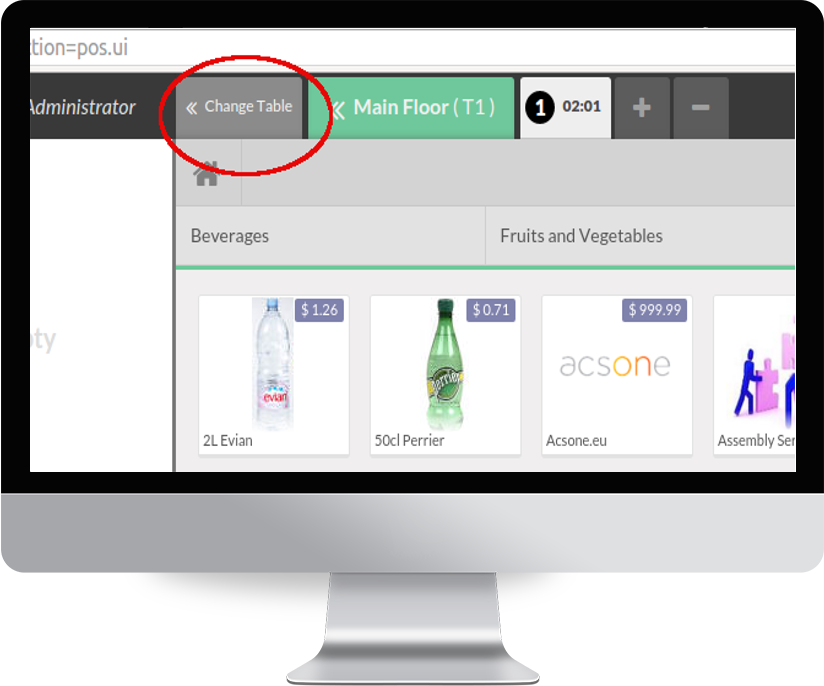 ction=pos.ui
Administrator
« Change Table
« Main Floor ( T1 )
1 02:01
+
−
Beverages
Fruits and Vegetables
$ 1.26
$ 0.71
$ 999.99
evian
perrier
acsone
pty
2L Evian
50cl Perrier
Acsone.eu
Assembly Ser